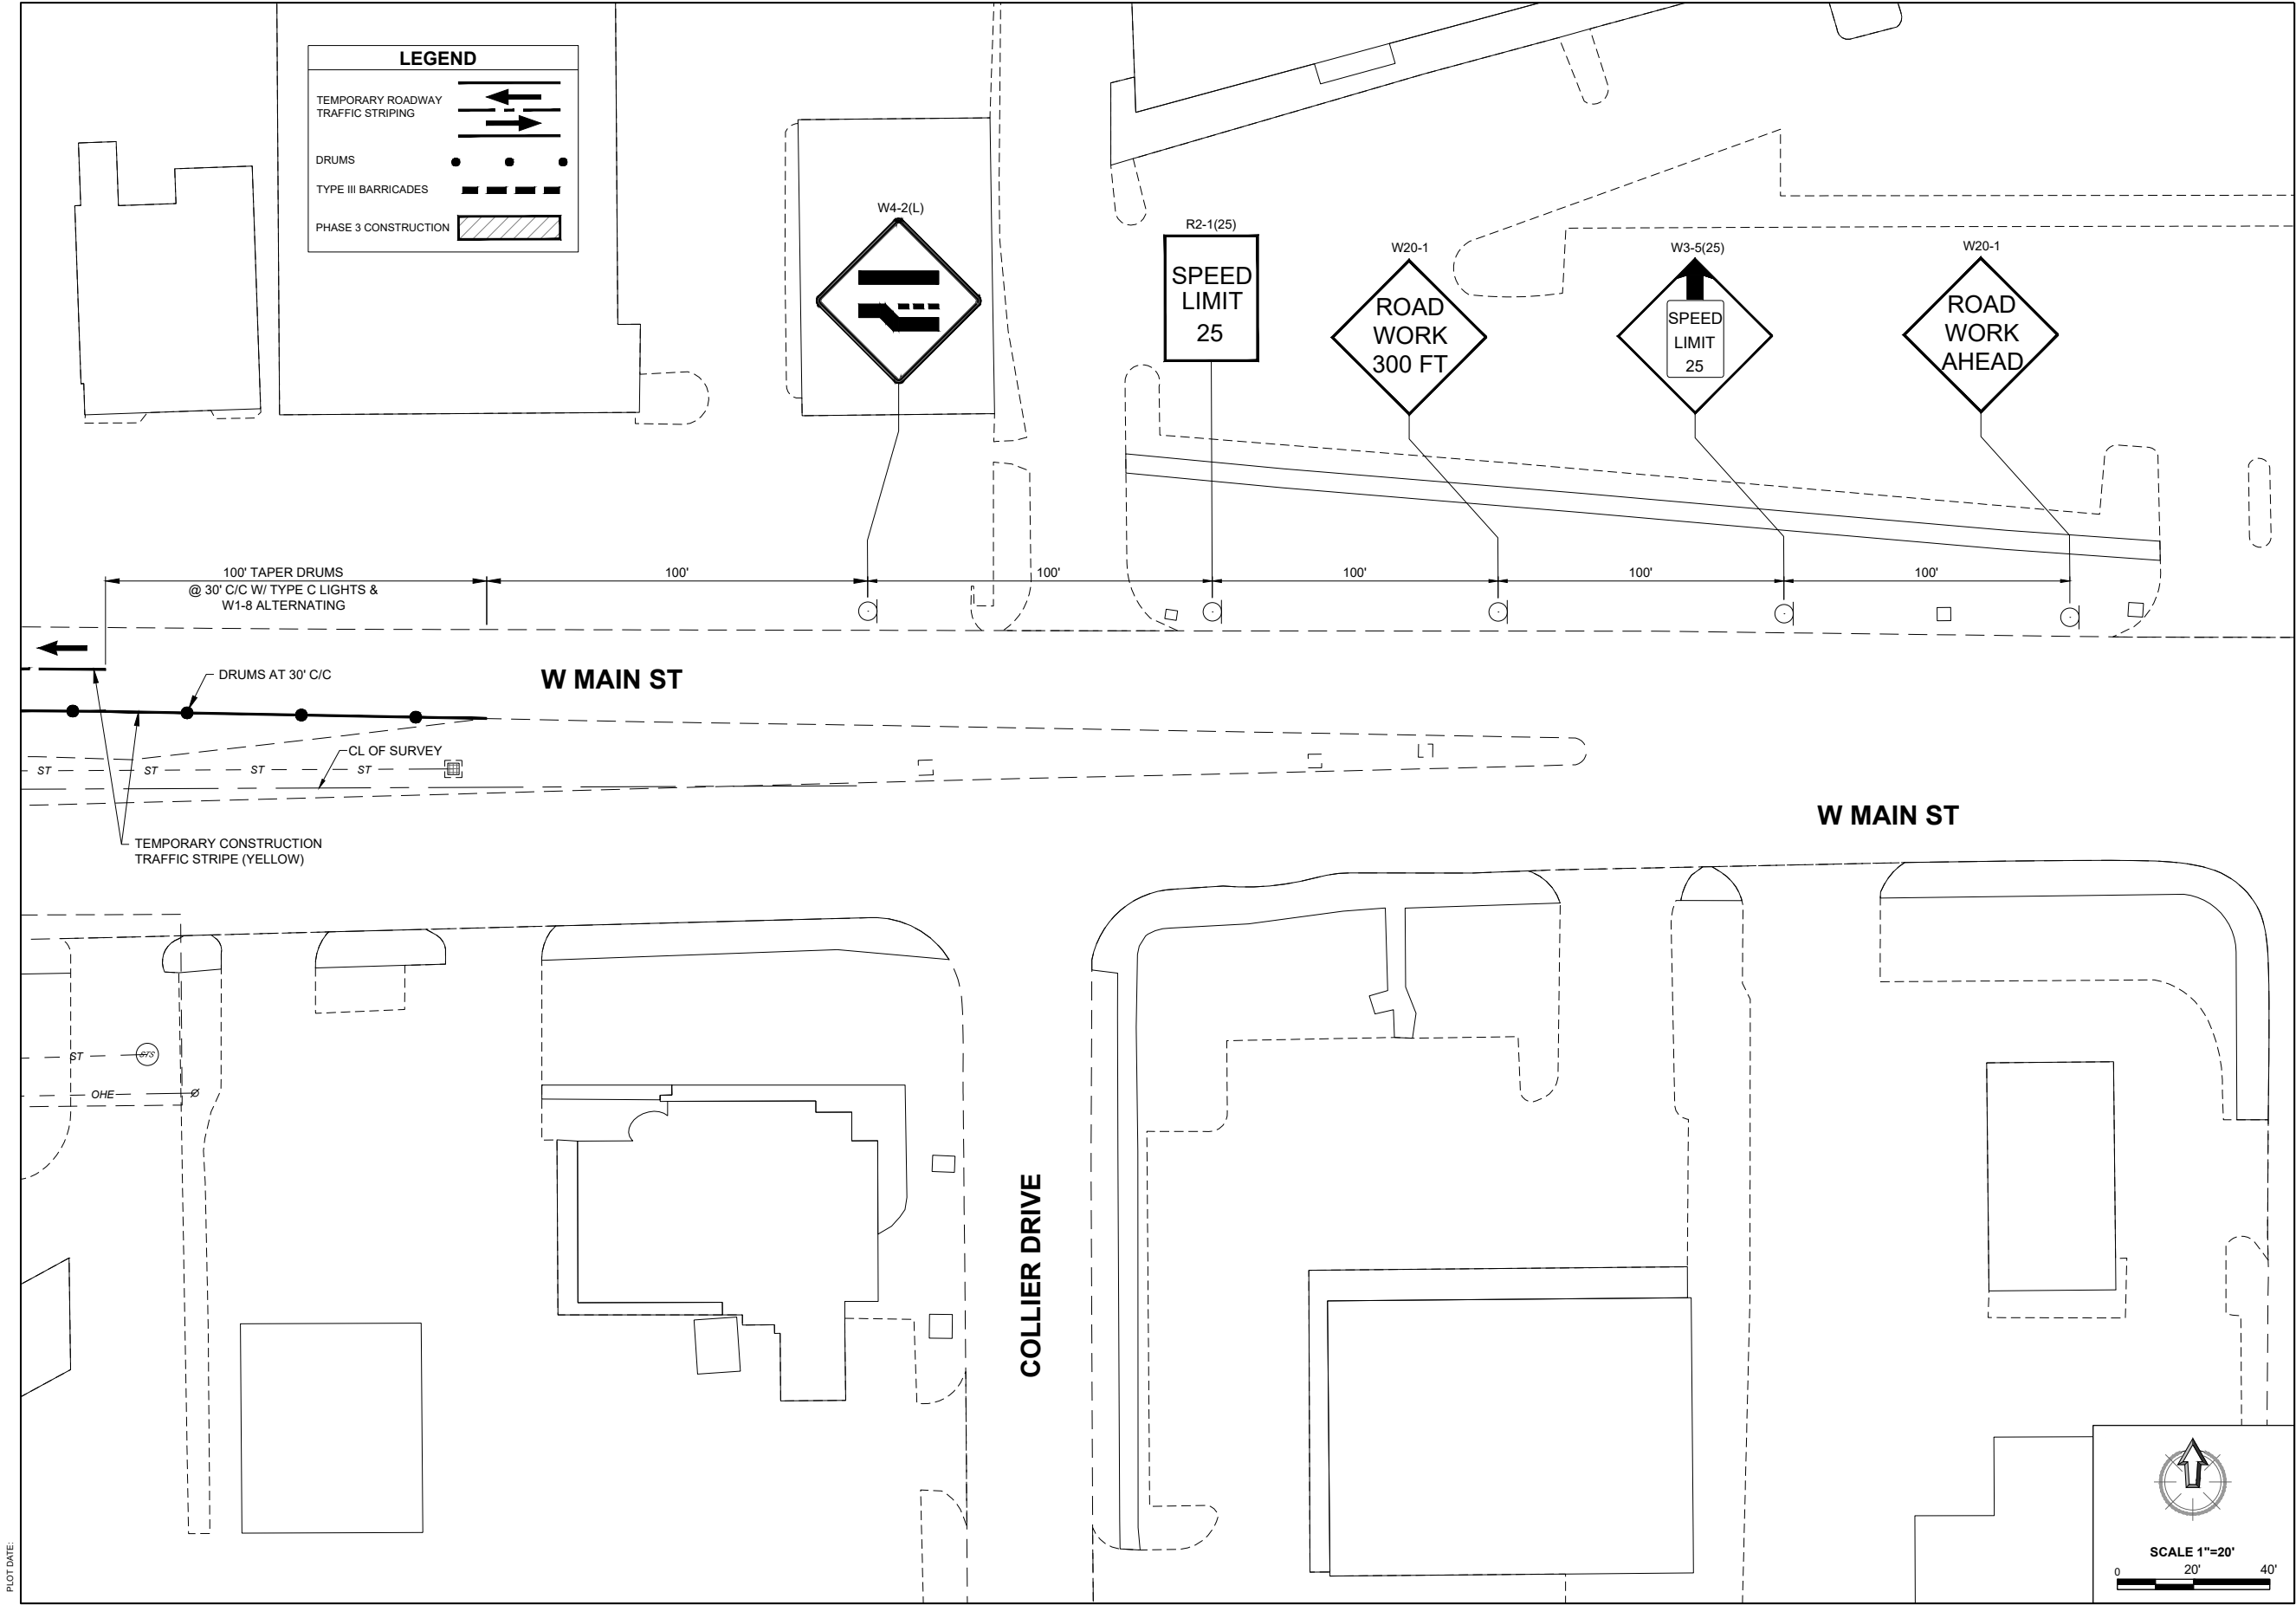 LEGEND
TEMPORARY ROADWAY
TRAFFIC STRIPING
DRUMS
TYPE III BARRICADES
PHASE 3 CONSTRUCTION
W4-2(L)
R2-1(25)
SPEED
LIMIT
25
W20-1
ROAD
WORK
300 FT
W3-5(25)
SPEED
LIMIT
25
W20-1
ROAD
WORK
AHEAD
100' TAPER DRUMS
@ 30' C/C W/ TYPE C LIGHTS &
W1-8 ALTERNATING
100'
100'
100'
100'
100'
DRUMS AT 30' C/C
W MAIN ST
CL OF SURVEY
ST
ST
ST
ST
TEMPORARY CONSTRUCTION
TRAFFIC STRIPE (YELLOW)
W MAIN ST
ST
STS
OHE
COLLIER DRIVE
SCALE 1"=20'
0
20'
40'
PLOT DATE: